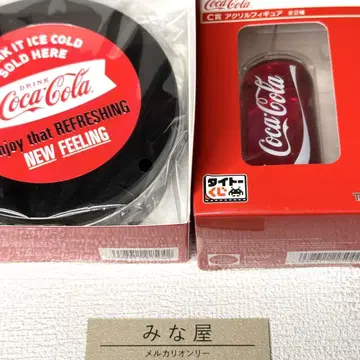 K IT ICE COLD
SOLD HERE
DRINK
Coca-Cola
njoy that REFRESHING
NEW FEELING
Coca-Cola
C賞 アクリルフィギュア 全2種
Coca-Cola
タイトー
くじ
みな屋
メルカリオンリー